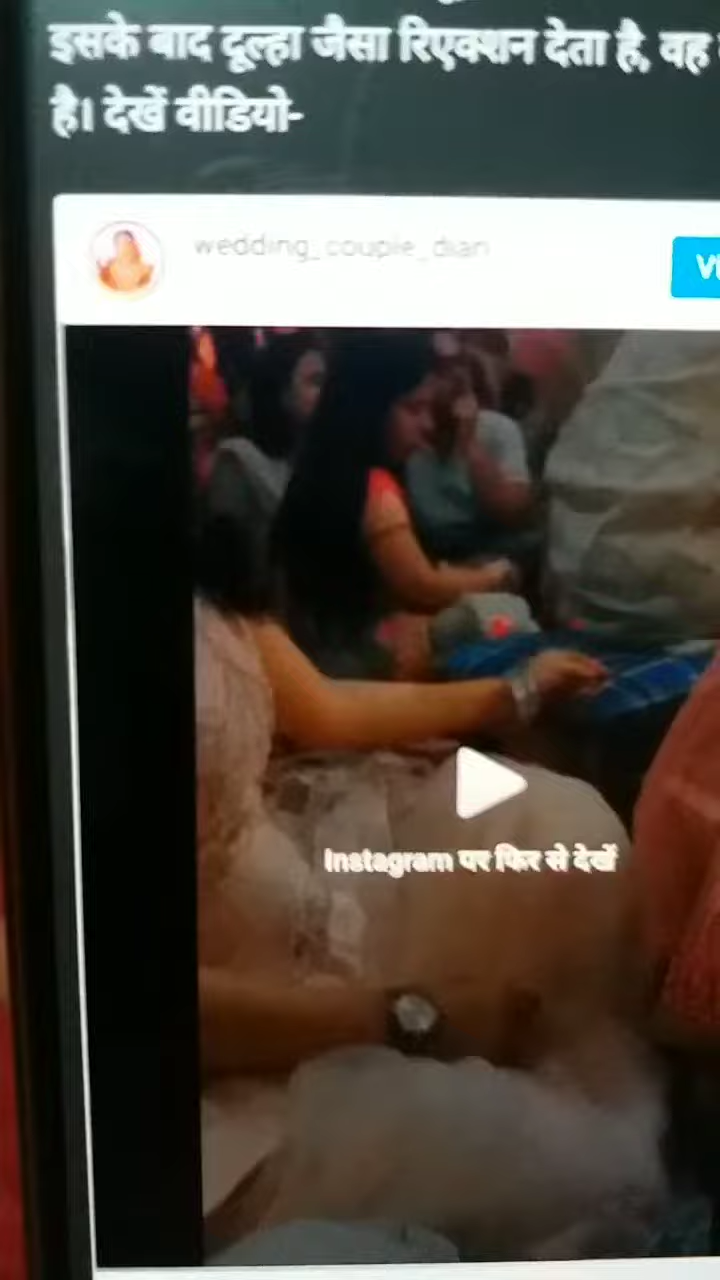 इसके बाद दूल्हा जैसा रिएक्शन देता है, वह
है। देखें वीडियो-
wedding_couple_dian
Instagram पर फिर से देखें